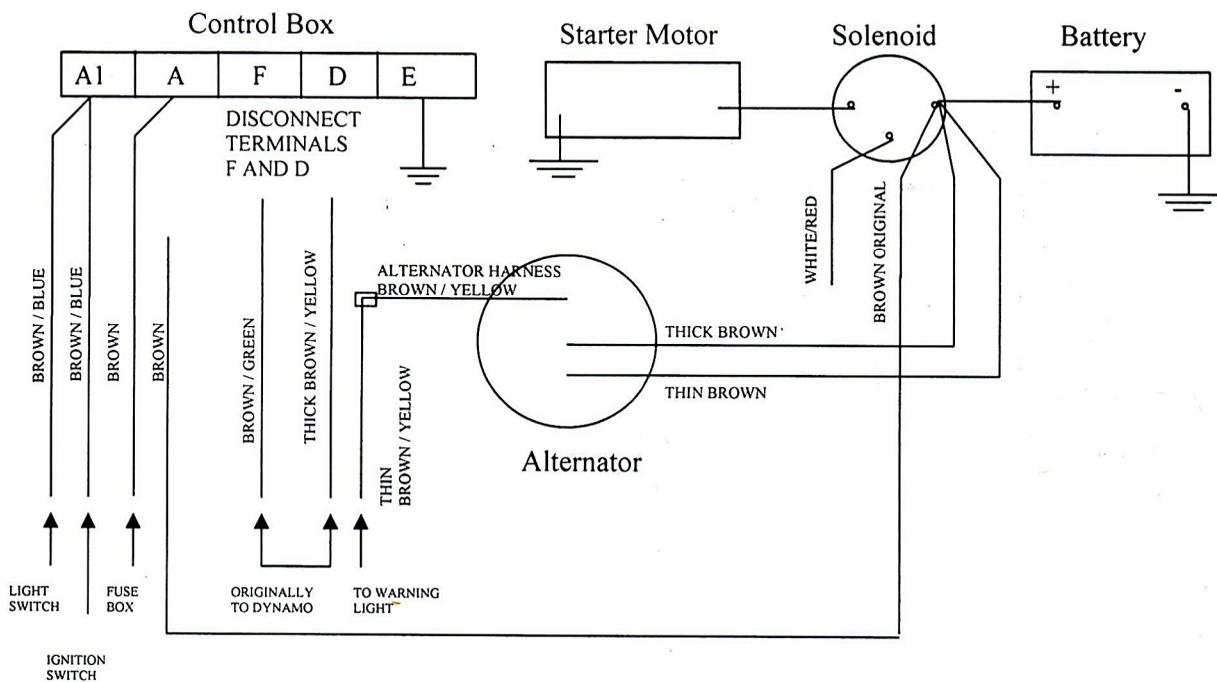 Control Box
Starter Motor
Solenoid
Battery
A1 A F D E
+ -
DISCONNECT
TERMINALS
F AND D
WHITE/RED
BROWN ORIGINAL
ALTERNATOR HARNESS
BROWN / YELLOW
BROWN / BLUE
BROWN / BLUE
BROWN
BROWN
BROWN / GREEN
THICK BROWN / YELLOW
THIN
BROWN / YELLOW
THICK BROWN
THIN BROWN
Alternator
LIGHT
SWITCH
FUSE
BOX
ORIGINALLY
TO DYNAMO
TO WARNING
LIGHT
IGNITION
SWITCH